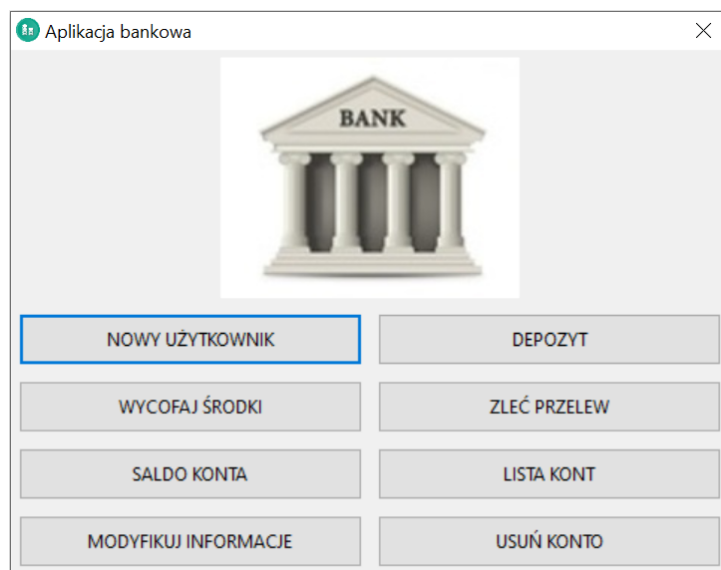 Aplikacja bankowa
BANK
NOWY UŻYTKOWNIK
DEPOZYT
WYCOFAJ ŚRODKI
ZLEĆ PRZELEW
SALDO KONTA
LISTA KONT
MODYFIKUJ INFORMACJE
USUŃ KONTO